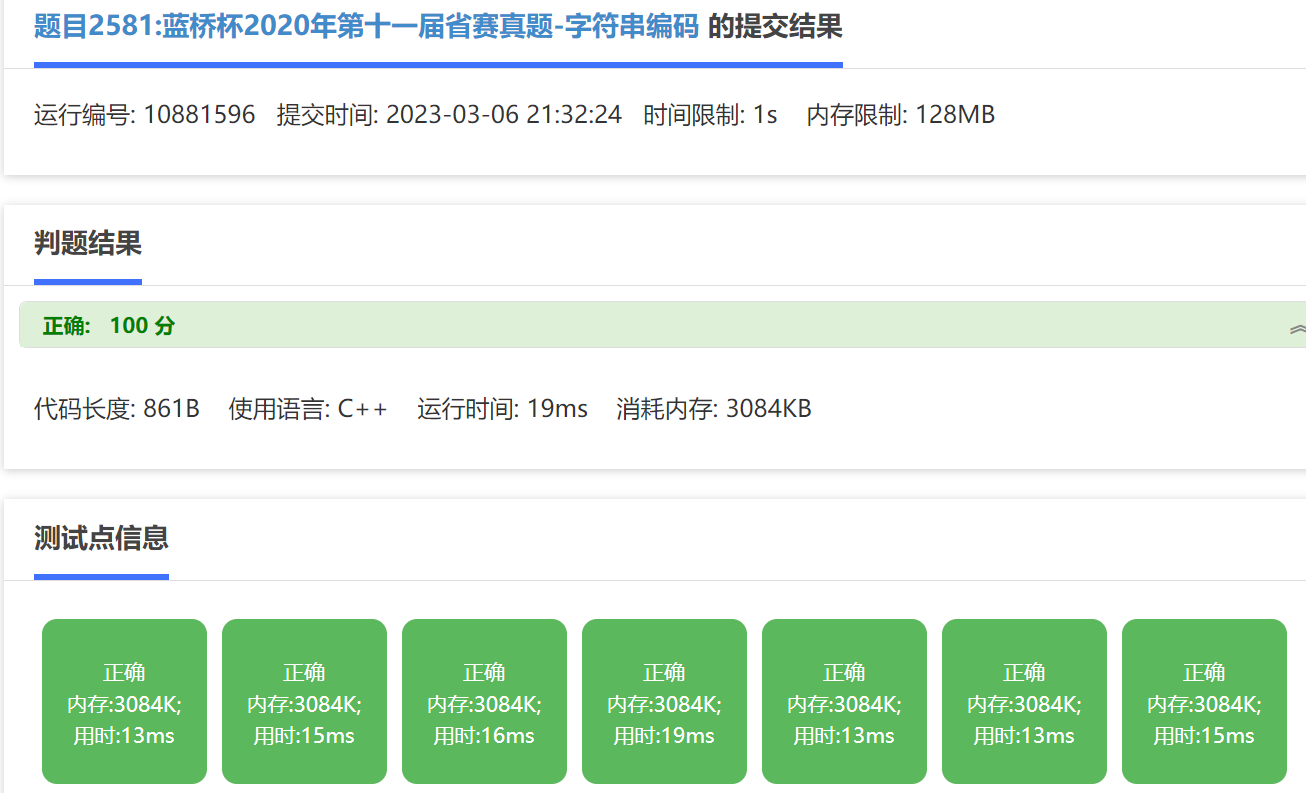 题目2581:蓝桥杯2020年第十一届省赛真题-字符串编码 的提交结果
运行编号: 10881596 提交时间: 2023-03-06 21:32:24 时间限制: 1s 内存限制: 128MB
判题结果
正确: 100 分
代码长度: 861B 使用语言: C++ 运行时间: 19ms 消耗内存: 3084KB
测试点信息
正确
内存:3084K;
用时:13ms
正确
内存:3084K;
用时:15ms
正确
内存:3084K;
用时:16ms
正确
内存:3084K;
用时:19ms
正确
内存:3084K;
用时:13ms
正确
内存:3084K;
用时:13ms
正确
内存:3084K;
用时:15ms